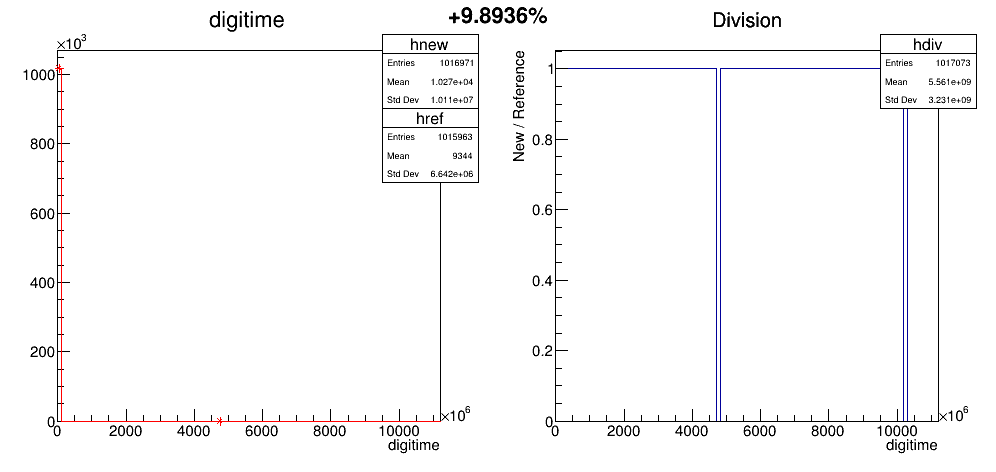 +9.8936%
digitime
×10³
hnew
Entries 1016971
Mean 1.027e+04
Std Dev 1.011e+07
href
Entries 1015963
Mean 9344
Std Dev 6.642e+06
1000
800
600
400
200
0
0 2000 4000 6000 8000 10000 ×10⁶
digitime
Division
hdiv
Entries 1017073
Mean 5.561e+09
Std Dev 3.231e+09
New / Reference
1
0.8
0.6
0.4
0.2
0
0 2000 4000 6000 8000 10000 ×10⁶
digitime